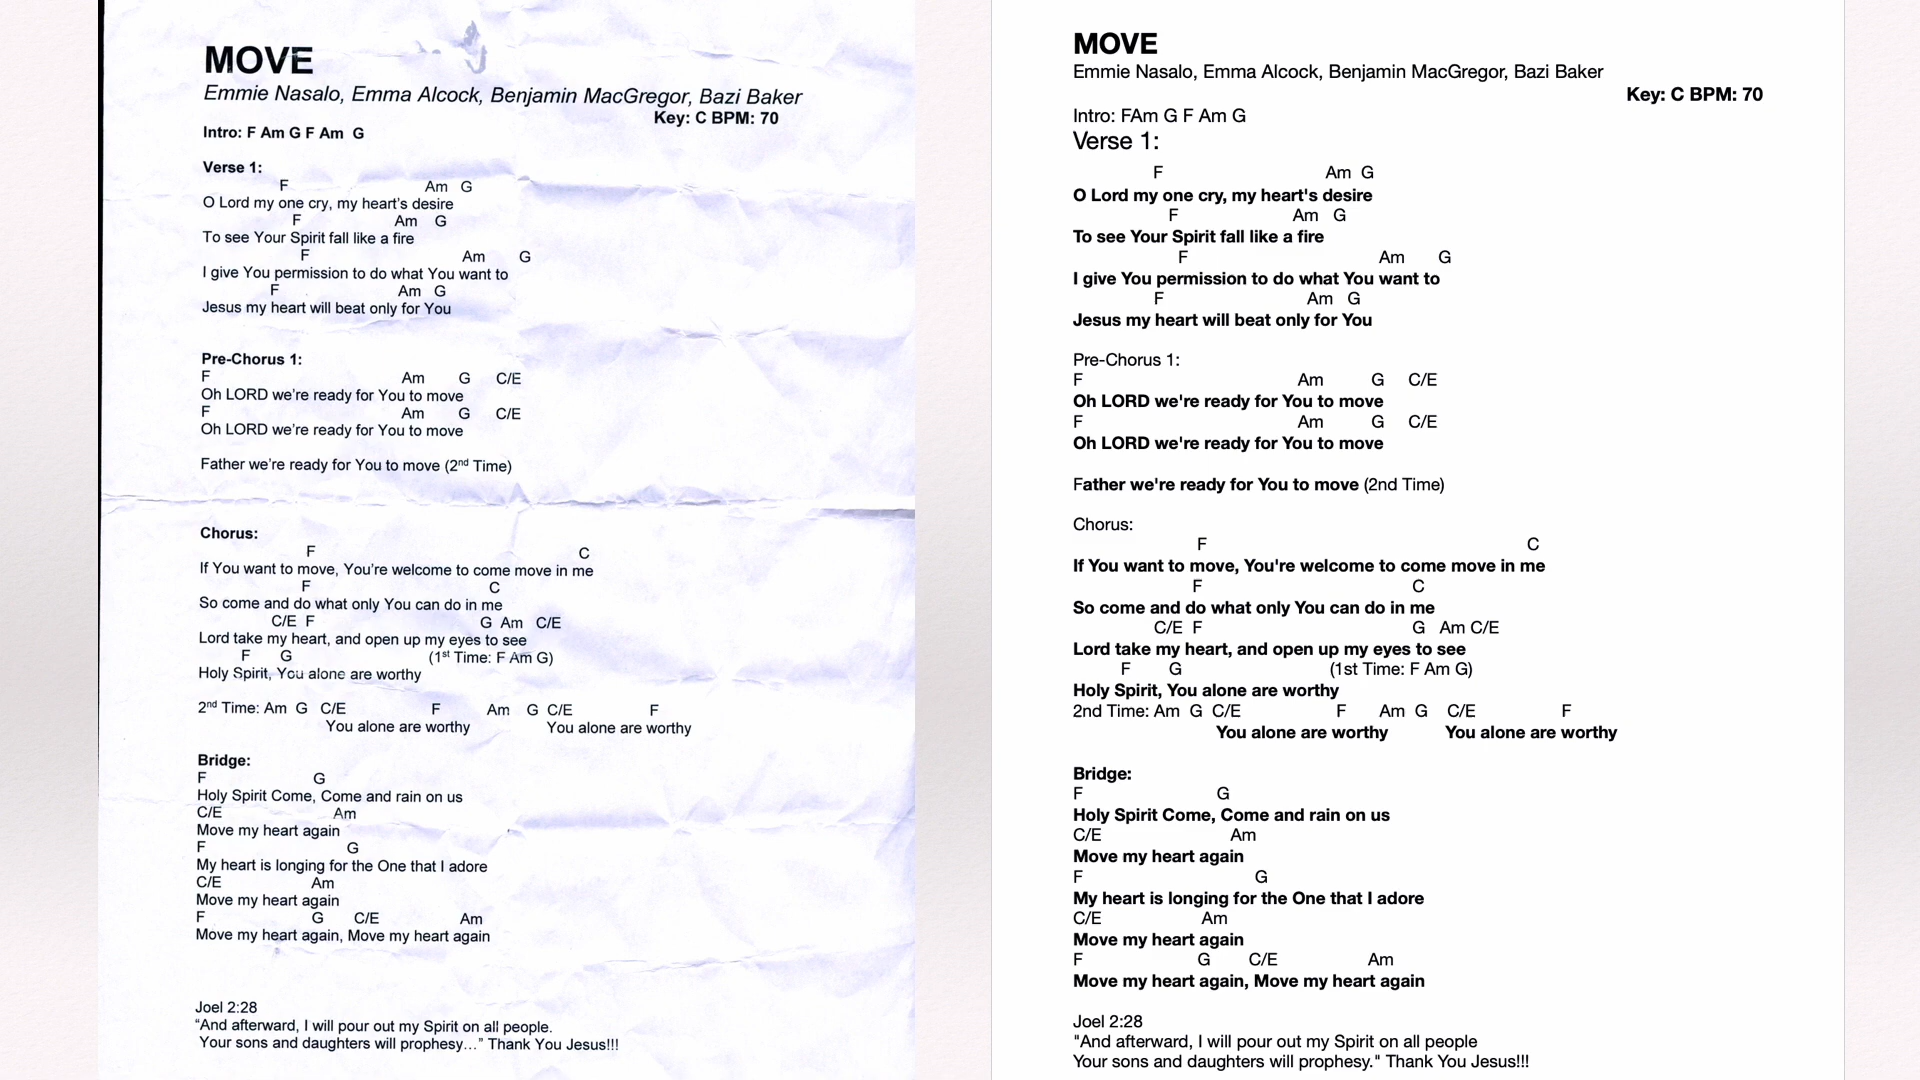 MOVE
Emmie Nasalo, Emma Alcock, Benjamin MacGregor, Bazi Baker
Key: C BPM: 70
Intro: F Am G F Am  G
Verse 1:
F Am G
O Lord my one cry, my heart’s desire
F Am G
To see Your Spirit fall like a fire
F Am G
I give You permission to do what You want to
F Am G
Jesus my heart will beat only for You
Pre-Chorus 1:
F Am G C/E
Oh LORD we’re ready for You to move
F Am G C/E
Oh LORD we’re ready for You to move
Father we’re ready for You to move (2nd Time)
Chorus:
F C
If You want to move, You’re welcome to come move in me
F C
So come and do what only You can do in me
C/E F G Am C/E
Lord take my heart, and open up my eyes to see
F G (1st Time: F Am G)
Holy Spirit, You alone are worthy
2nd Time: Am G C/E F Am G C/E F
You alone are worthy You alone are worthy
Bridge:
F G
Holy Spirit Come, Come and rain on us
C/E Am
Move my heart again
F G
My heart is longing for the One that I adore
C/E Am
Move my heart again
F G C/E Am
Move my heart again, Move my heart again
Joel 2:28
“And afterward, I will pour out my Spirit on all people.
Your sons and daughters will prophesy…” Thank You Jesus!!!
MOVE
Emmie Nasalo, Emma Alcock, Benjamin MacGregor, Bazi Baker
Key: C BPM: 70
Intro: FAm G F Am G
Verse 1:
F Am G
O Lord my one cry, my heart's desire
F Am G
To see Your Spirit fall like a fire
F Am G
I give You permission to do what You want to
F Am G
Jesus my heart will beat only for You
Pre-Chorus 1:
F Am G C/E
Oh LORD we're ready for You to move
F Am G C/E
Oh LORD we're ready for You to move
Father we're ready for You to move (2nd Time)
Chorus:
F C
If You want to move, You're welcome to come move in me
F C
So come and do what only You can do in me
C/E F G Am C/E
Lord take my heart, and open up my eyes to see
F G (1st Time: F Am G)
Holy Spirit, You alone are worthy
2nd Time: Am G C/E F Am G C/E F
You alone are worthy You alone are worthy
Bridge:
F G
Holy Spirit Come, Come and rain on us
C/E Am
Move my heart again
F G
My heart is longing for the One that I adore
C/E Am
Move my heart again
F G C/E Am
Move my heart again, Move my heart again
Joel 2:28
"And afterward, I will pour out my Spirit on all people
Your sons and daughters will prophesy." Thank You Jesus!!!